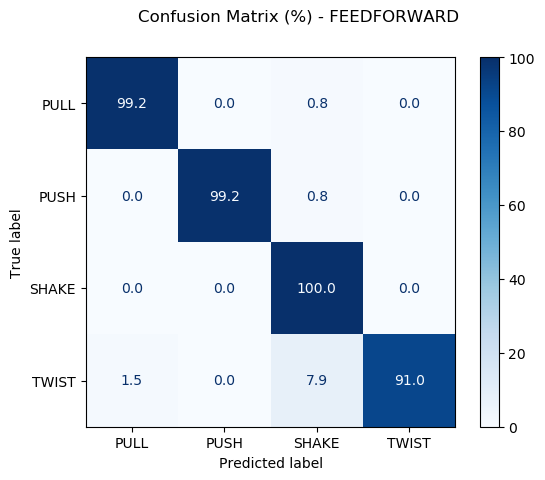 Confusion Matrix (%) - FEEDFORWARD
PULL 99.2 0.0 0.8 0.0
PUSH 0.0 99.2 0.8 0.0
SHAKE 0.0 0.0 100.0 0.0
TWIST 1.5 0.0 7.9 91.0
PULL PUSH SHAKE TWIST
Predicted label
True label
100
80
60
40
20
0